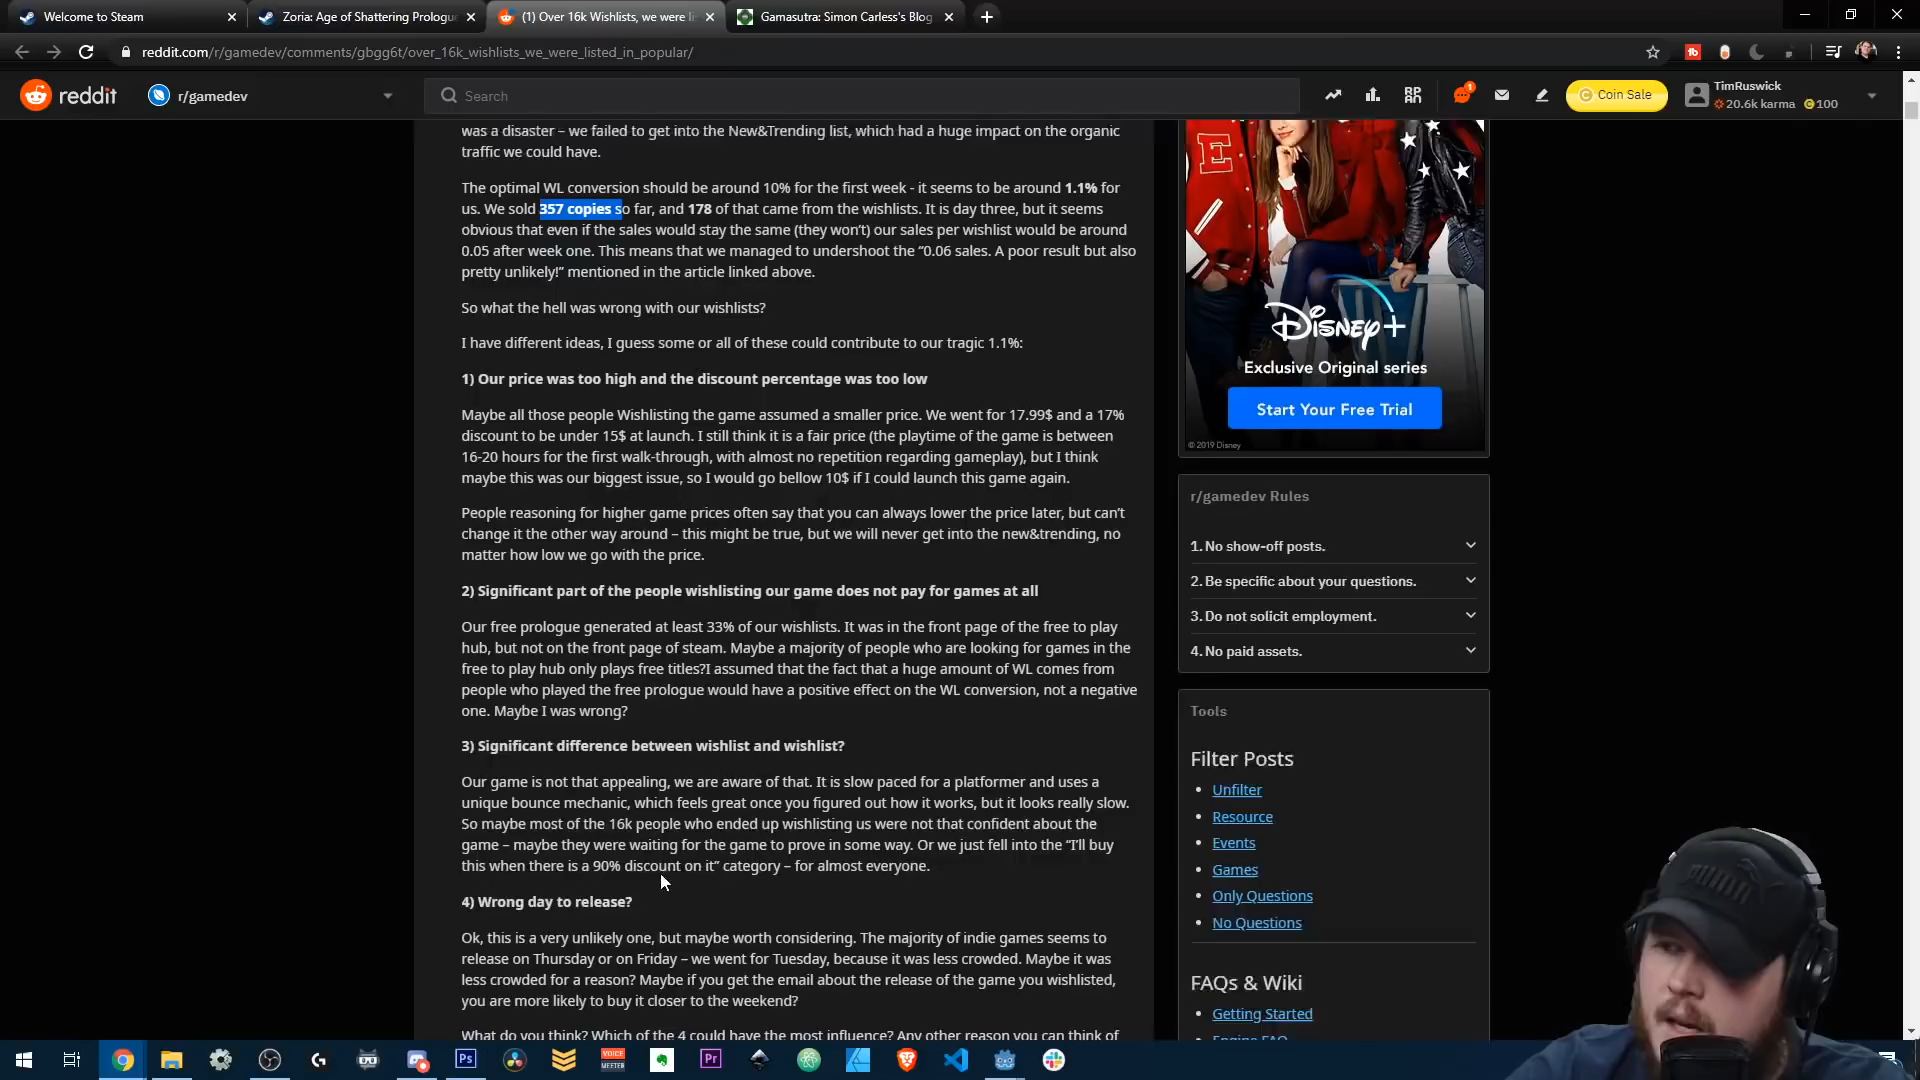 Welcome to Steam
Zoria: Age of Shattering Prologue
(1) Over 16k Wishlists, we were li
Gamasutra: Simon Carless's Blog
reddit.com/r/gamedev/comments/gbgg6t/over_16k_wishlists_we_were_listed_in_popular/
reddit
r/gamedev
Search
1
Coin Sale
TimRuswick
20.6k karma
100
was a disaster – we failed to get into the New&Trending list, which had a huge impact on the organic
traffic we could have.
The optimal WL conversion should be around 10% for the first week - it seems to be around 1.1% for
us. We sold 357 copies so far, and 178 of that came from the wishlists. It is day three, but it seems
obvious that even if the sales would stay the same (they won't) our sales per wishlist would be around
0.05 after week one. This means that we managed to undershoot the “0.06 sales. A poor result but also
pretty unlikely!” mentioned in the article linked above.
So what the hell was wrong with our wishlists?
I have different ideas, I guess some or all of these could contribute to our tragic 1.1%:
1) Our price was too high and the discount percentage was too low
Maybe all those people Wishlisting the game assumed a smaller price. We went for 17.99$ and a 17%
discount to be under 15$ at launch. I still think it is a fair price (the playtime of the game is between
16-20 hours for the first walk-through, with almost no repetition regarding gameplay), but I think
maybe this was our biggest issue, so I would go bellow 10$ if I could launch this game again.
People reasoning for higher game prices often say that you can always lower the price later, but can't
change it the other way around – this might be true, but we will never get into the new&trending, no
matter how low we go with the price.
2) Significant part of the people wishlisting our game does not pay for games at all
Our free prologue generated at least 33% of our wishlists. It was in the front page of the free to play
hub, but not on the front page of steam. Maybe a majority of people who are looking for games in the
free to play hub only plays free titles?I assumed that the fact that a huge amount of WL comes from
people who played the free prologue would have a positive effect on the WL conversion, not a negative
one. Maybe I was wrong?
3) Significant difference between wishlist and wishlist?
Our game is not that appealing, we are aware of that. It is slow paced for a platformer and uses a
unique bounce mechanic, which feels great once you figured out how it works, but it looks really slow.
So maybe most of the 16k people who ended up wishlisting us were not that confident about the
game – maybe they were waiting for the game to prove in some way. Or we just fell into the “I'll buy
this when there is a 90% discount on it” category – for almost everyone.
4) Wrong day to release?
Ok, this is a very unlikely one, but maybe worth considering. The majority of indie games seems to
release on Thursday or on Friday – we went for Tuesday, because it was less crowded. Maybe it was
less crowded for a reason? Maybe if you get the email about the release of the game you wishlisted,
you are more likely to buy it closer to the weekend?
What do you think? Which of the 4 could have the most influence? Any other reason you can think of
E
Disney+
Exclusive Original series
Start Your Free Trial
© 2019 Disney
r/gamedev Rules
1. No show-off posts.
2. Be specific about your questions.
3. Do not solicit employment.
4. No paid assets.
Tools
Filter Posts
Unfilter
Resource
Events
Games
Only Questions
No Questions
FAQs & Wiki
Getting Started
Engine FAQ
PUMA
Ps
VOICE
MEETER
Pr